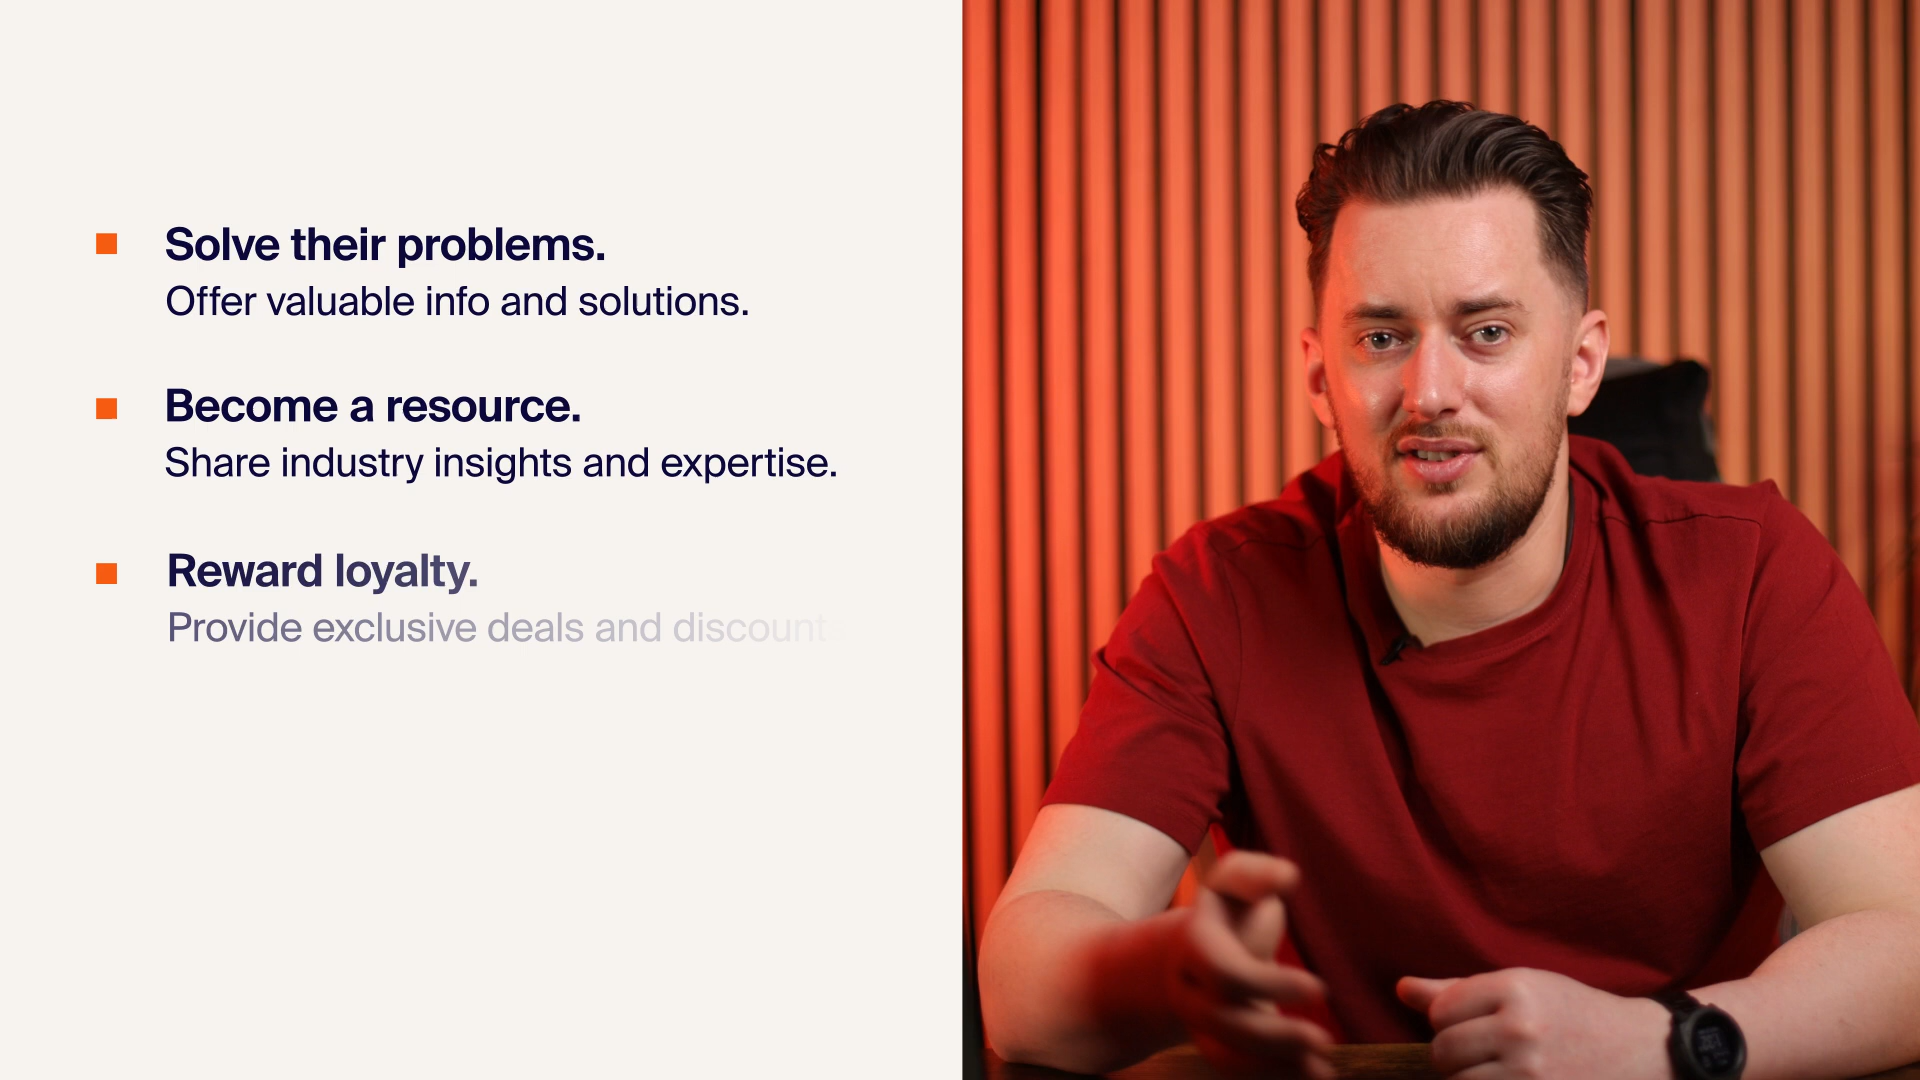 Solve their problems.
Offer valuable info and solutions.
Become a resource.
Share industry insights and expertise.
Reward loyalty.
Provide exclusive deals and discounts